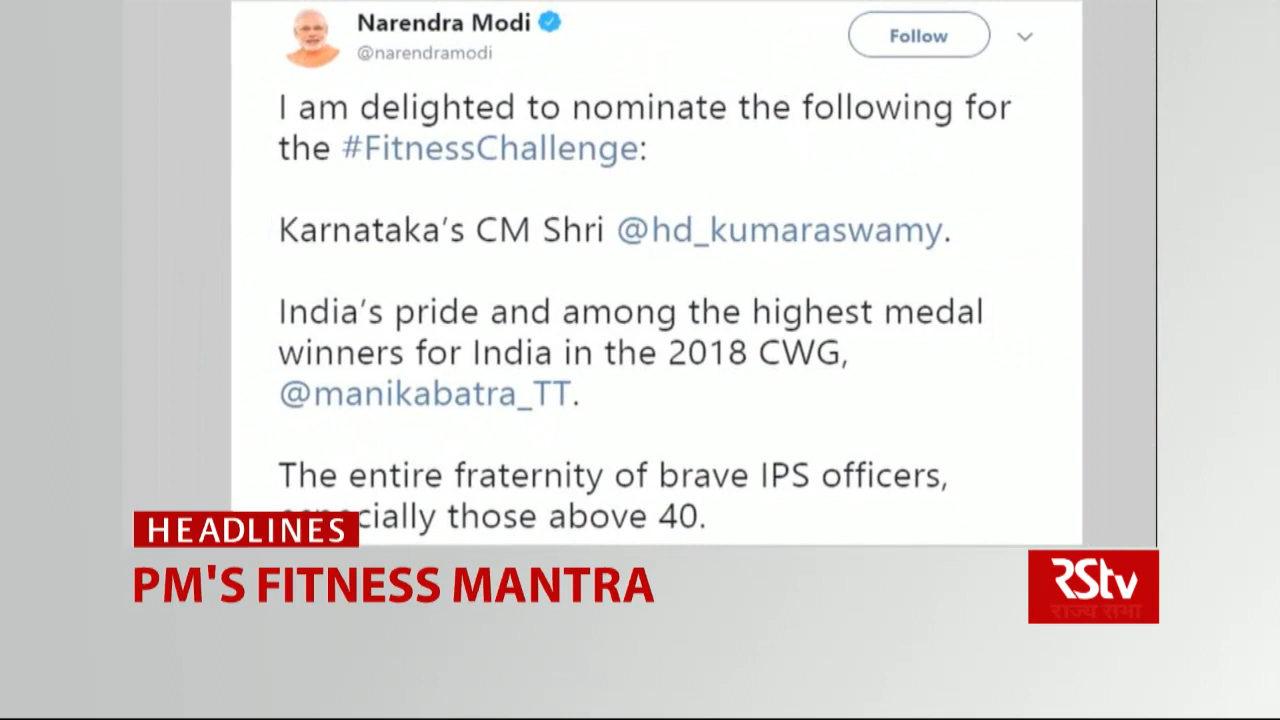 Narendra Modi
@narendramodi
Follow
I am delighted to nominate the following for
the #FitnessChallenge:
Karnataka's CM Shri @hd_kumaraswamy.
India's pride and among the highest medal
winners for India in the 2018 CWG,
@manikabatra_TT.
The entire fraternity of brave IPS officers,
especially those above 40.
HEADLINES
PM'S FITNESS MANTRA
RStv
राज्य सभा